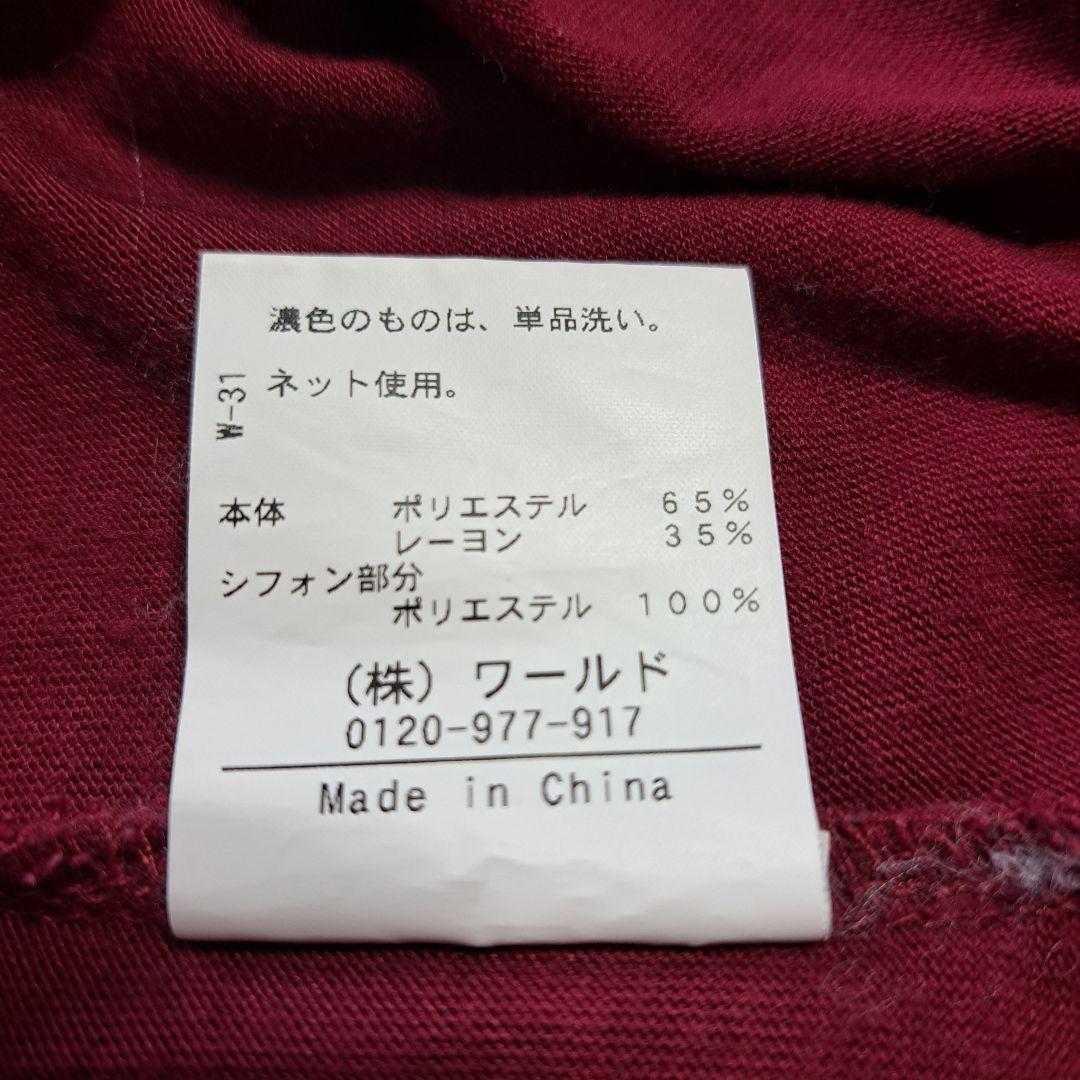 濃色のものは、単品洗い。
ネット使用。
W-31
本体 ポリエステル 65%
レーヨン 35%
シフォン部分
ポリエステル 100%
(株) ワールド
0120-977-917
Made in China